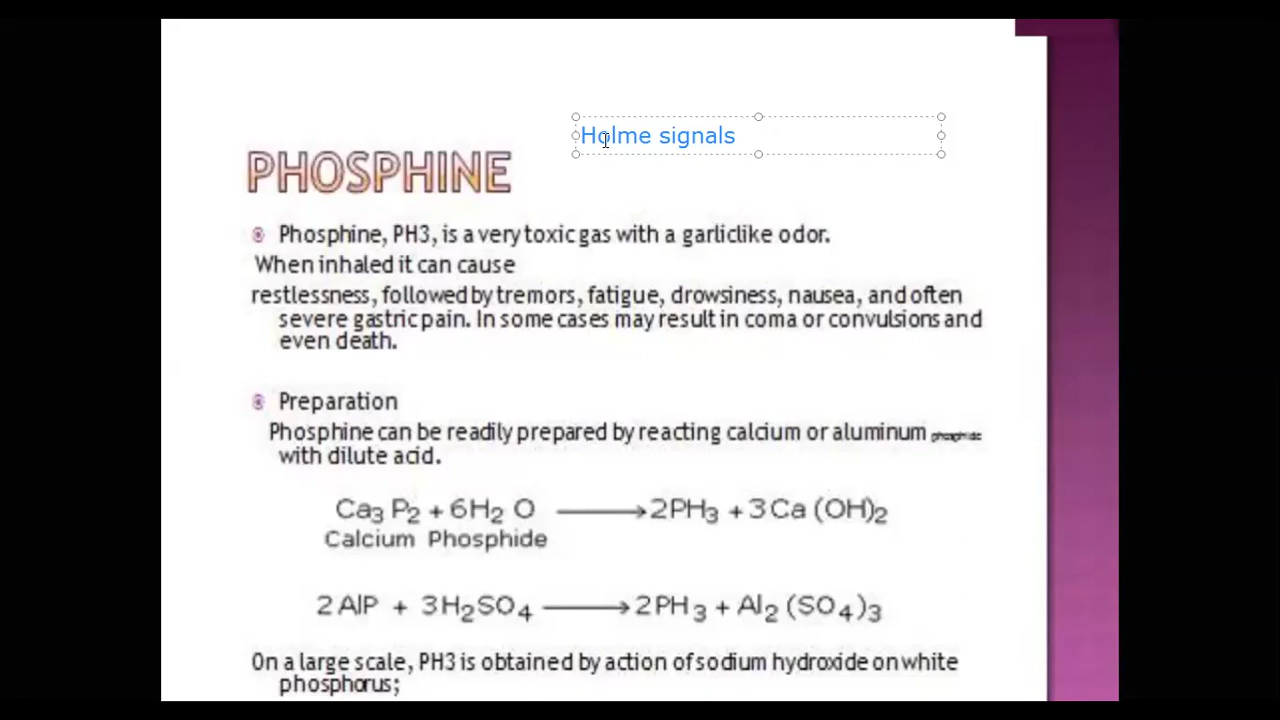 Holme signals
PHOSPHINE
Phosphine, PH3, is a very toxic gas with a garliclike odor.
When inhaled it can cause
restlessness, followed by tremors, fatigue, drowsiness, nausea, and often
severe gastric pain. In some cases may result in coma or convulsions and
even death.
Preparation
Phosphine can be readily prepared by reacting calcium or aluminum phosphide
with dilute acid.
Ca3 P2 + 6H2 O ⟶ 2PH3 + 3 Ca (OH)2
Calcium Phosphide
2 AlP + 3 H2SO4 ⟶ 2 PH3 + Al2 (SO4)3
On a large scale, PH3 is obtained by action of sodium hydroxide on white
phosphorus;